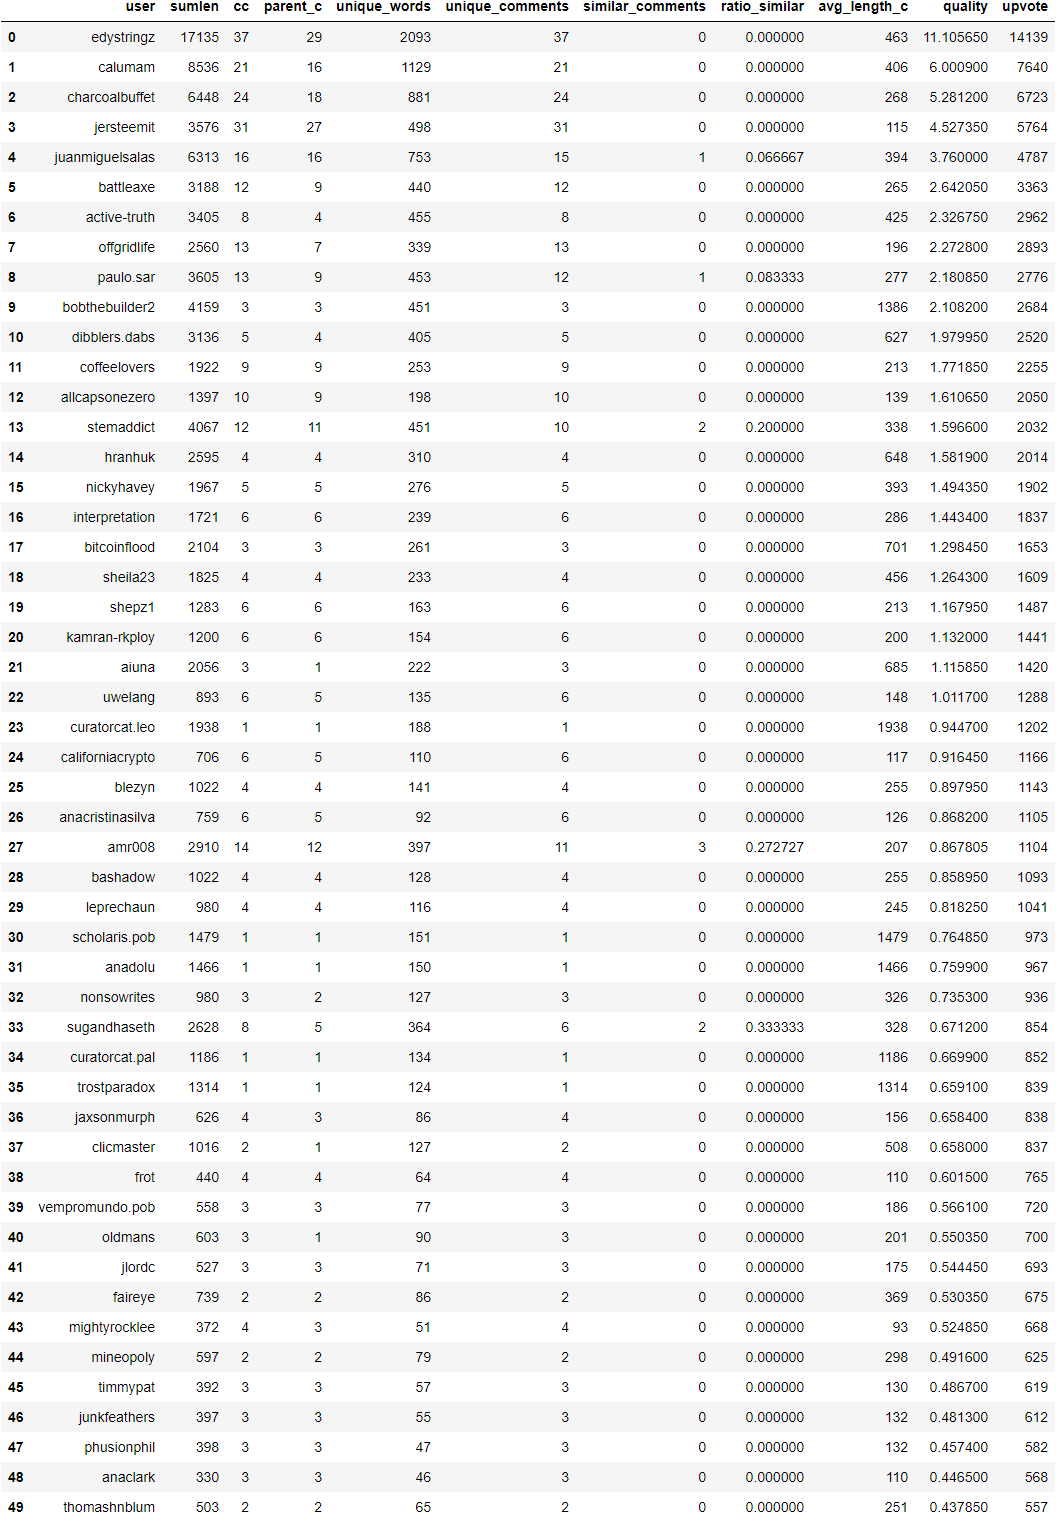 user sumlen cc parent_c unique_words unique_comments similar_comments ratio_similar avg_length_c quality upvote
0 edystringz 17135 37 29 2093 37 0 0.000000 463 11.105650 14139
1 calumam 8536 21 16 1129 21 0 0.000000 406 6.000900 7640
2 charcoalbuffet 6448 24 18 881 24 0 0.000000 268 5.281200 6723
3 jersteemit 3576 31 27 498 31 0 0.000000 115 4.527350 5764
4 juanmiguelsalas 6313 16 16 753 15 1 0.066667 394 3.760000 4787
5 battleaxe 3188 12 9 440 12 0 0.000000 265 2.642050 3363
6 active-truth 3405 8 4 455 8 0 0.000000 425 2.326750 2962
7 offgridlife 2560 13 7 339 13 0 0.000000 196 2.272800 2893
8 paulo.sar 3605 13 9 453 12 1 0.083333 277 2.180850 2776
9 bobthebuilder2 4159 3 3 451 3 0 0.000000 1386 2.108200 2684
10 dibblers.dabs 3136 5 4 405 5 0 0.000000 627 1.979950 2520
11 coffeelovers 1922 9 9 253 9 0 0.000000 213 1.771850 2255
12 allcapsonezero 1397 10 9 198 10 0 0.000000 139 1.610650 2050
13 stemaddict 4067 12 11 451 10 2 0.200000 338 1.596600 2032
14 hranhuk 2595 4 4 310 4 0 0.000000 648 1.581900 2014
15 nickyhavey 1967 5 5 276 5 0 0.000000 393 1.494350 1902
16 interpretation 1721 6 6 239 6 0 0.000000 286 1.443400 1837
17 bitcoinflood 2104 3 3 261 3 0 0.000000 701 1.298450 1653
18 sheila23 1825 4 4 233 4 0 0.000000 456 1.264300 1609
19 shepz1 1283 6 6 163 6 0 0.000000 213 1.167950 1487
20 kamran-rkploy 1200 6 6 154 6 0 0.000000 200 1.132000 1441
21 aiuna 2056 3 1 222 3 0 0.000000 685 1.115850 1420
22 uwelang 893 6 5 135 6 0 0.000000 148 1.011700 1288
23 curatorcat.leo 1938 1 1 188 1 0 0.000000 1938 0.944700 1202
24 californiacrypto 706 6 5 110 6 0 0.000000 117 0.916450 1166
25 blezyn 1022 4 4 141 4 0 0.000000 255 0.897950 1143
26 anacristinasilva 759 6 5 92 6 0 0.000000 126 0.868200 1105
27 amr008 2910 14 12 397 11 3 0.272727 207 0.867805 1104
28 bashadow 1022 4 4 128 4 0 0.000000 255 0.858950 1093
29 leprechaun 980 4 4 116 4 0 0.000000 245 0.818250 1041
30 scholaris.pob 1479 1 1 151 1 0 0.000000 1479 0.764850 973
31 anadolu 1466 1 1 150 1 0 0.000000 1466 0.759900 967
32 nonsowrites 980 3 2 127 3 0 0.000000 326 0.735300 936
33 sugandhaseth 2628 8 5 364 6 2 0.333333 328 0.671200 854
34 curatorcat.pal 1186 1 1 134 1 0 0.000000 1186 0.669900 852
35 trostparadox 1314 1 1 124 1 0 0.000000 1314 0.659100 839
36 jaxsonmurph 626 4 3 86 4 0 0.000000 156 0.658400 838
37 clicmaster 1016 2 1 127 2 0 0.000000 508 0.658000 837
38 frot 440 4 4 64 4 0 0.000000 110 0.601500 765
39 vempromundo.pob 558 3 3 77 3 0 0.000000 186 0.566100 720
40 oldmans 603 3 1 90 3 0 0.000000 201 0.550350 700
41 jlordc 527 3 3 71 3 0 0.000000 175 0.544450 693
42 faireye 739 2 2 86 2 0 0.000000 369 0.530350 675
43 mightyrocklee 372 4 3 51 4 0 0.000000 93 0.524850 668
44 mineopoly 597 2 2 79 2 0 0.000000 298 0.491600 625
45 timmypat 392 3 3 57 3 0 0.000000 130 0.486700 619
46 junkfeathers 397 3 3 55 3 0 0.000000 132 0.481300 612
47 phusionphil 398 3 3 47 3 0 0.000000 132 0.457400 582
48 anaclark 330 3 3 46 3 0 0.000000 110 0.446500 568
49 thomashnblum 503 2 2 65 2 0 0.000000 251 0.437850 557